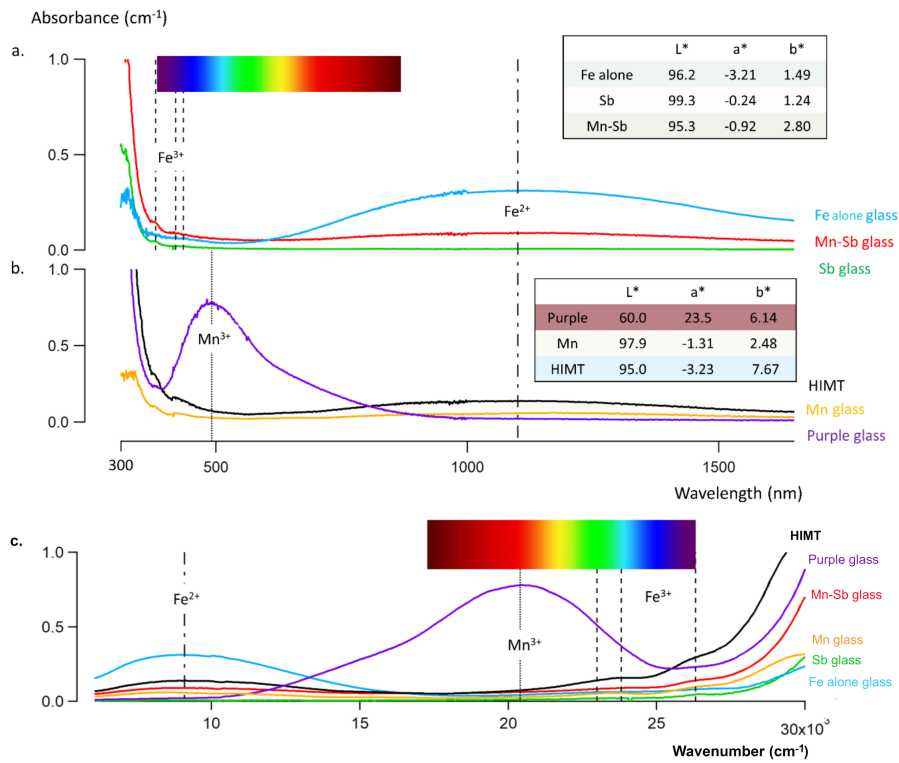 Absorbance (cm⁻¹)
a.
1.0
0.5
0.0
Fe³⁺
Fe²⁺
L* a* b*
Fe alone 96.2 -3.21 1.49
Sb 99.3 -0.24 1.24
Mn-Sb 95.3 -0.92 2.80
Fe alone glass
Mn-Sb glass
Sb glass
b.
1.0
0.5
0.0
Mn³⁺
L* a* b*
Purple 60.0 23.5 6.14
Mn 97.9 -1.31 2.48
HIMT 95.0 -3.23 7.67
HIMT
Mn glass
Purple glass
300 500 1000 1500
Wavelength (nm)
c.
1.0
0.5
0.0
Fe²⁺
Mn³⁺
Fe³⁺
HIMT
Purple glass
Mn-Sb glass
Mn glass
Sb glass
Fe alone glass
10 15 20 25 30x10³
Wavenumber (cm⁻¹)